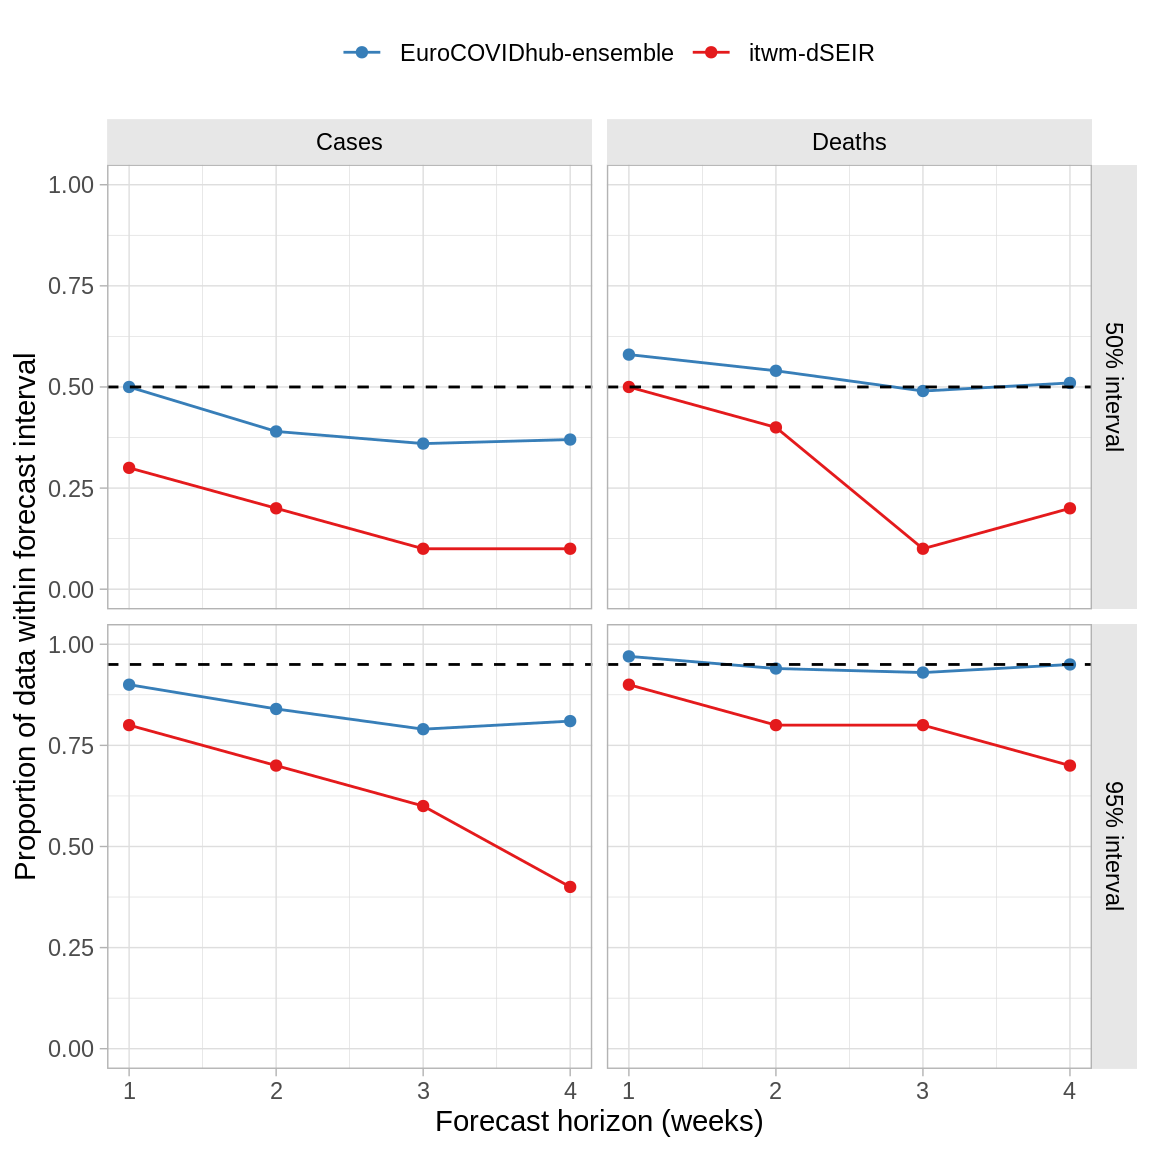 EuroCOVIDhub-ensemble itwm-dSEIR
Cases Deaths
Proportion of data within forecast interval
1.00
0.75
0.50
0.25
0.00
50% interval
1.00
0.75
0.50
0.25
0.00
95% interval
1 2 3 4 1 2 3 4
Forecast horizon (weeks)